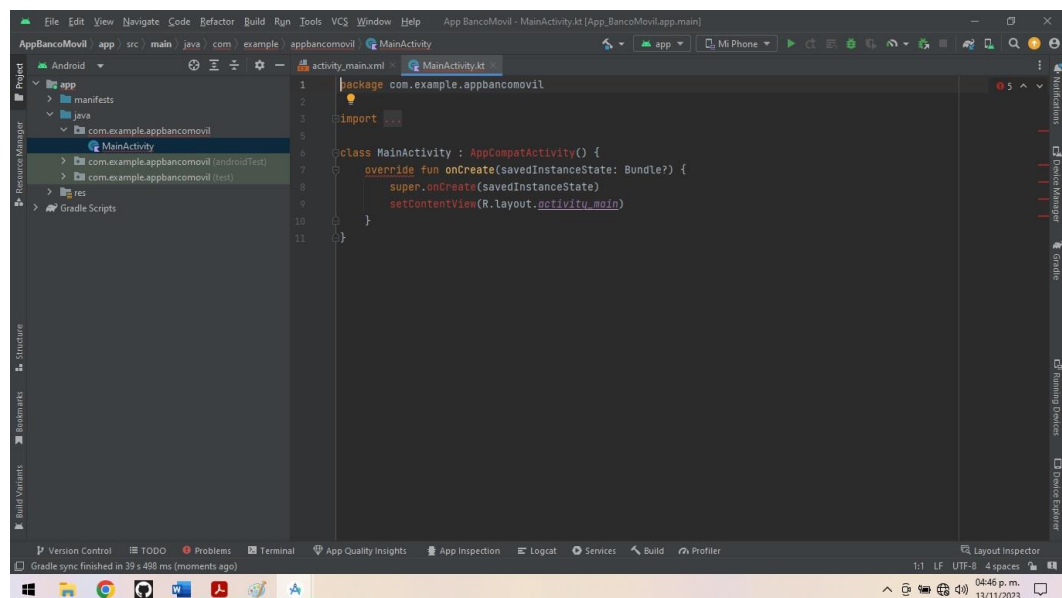 File Edit View Navigate Code Refactor Build Run Tools VCS Window Help App BancoMovil - MainActivity.kt [App_BancoMovil.app.main]
AppBancoMovil app src main java com example appbancomovil MainActivity
app Mi Phone
Android
activity_main.xml MainActivity.kt
app
manifests
java
com.example.appbancomovil
MainActivity
com.example.appbancomovil (androidTest)
com.example.appbancomovil (test)
res
Gradle Scripts
1 package com.example.appbancomovil
2
3 import ...
5
6 class MainActivity : AppCompatActivity() {
7 override fun onCreate(savedInstanceState: Bundle?) {
8 super.onCreate(savedInstanceState)
9 setContentView(R.layout.activity_main)
10 }
11 }
5
Project
Resource Manager
Structure
Bookmarks
Build Variants
Notifications
Device Manager
Gradle
Running Devices
Device Explorer
Version Control TODO Problems Terminal App Quality Insights App Inspection Logcat Services Build Profiler Layout Inspector
Gradle sync finished in 39 s 498 ms (moments ago) 1:1 LF UTF-8 4 spaces
04:46 p. m.
13/11/2023